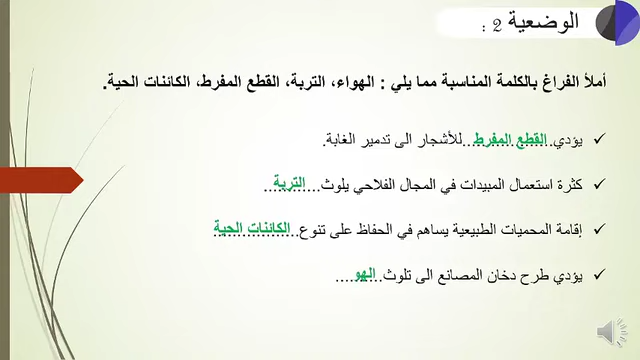 الوضعية 2 :
أملأ الفراغ بالكلمة المناسبة مما يلي : الهواء، التربة، القطع المفرط، الكائنات الحية.
✓ يؤدي...القطع المفرط...للأشجار الى تدمير الغابة.
✓ كثرة استعمال المبيدات في المجال الفلاحي يلوث...التربة...
✓ إقامة المحميات الطبيعية يساهم في الحفاظ على تنوع...الكائنات الحية
✓ يؤدي طرح دخان المصانع الى تلوث...الهو...